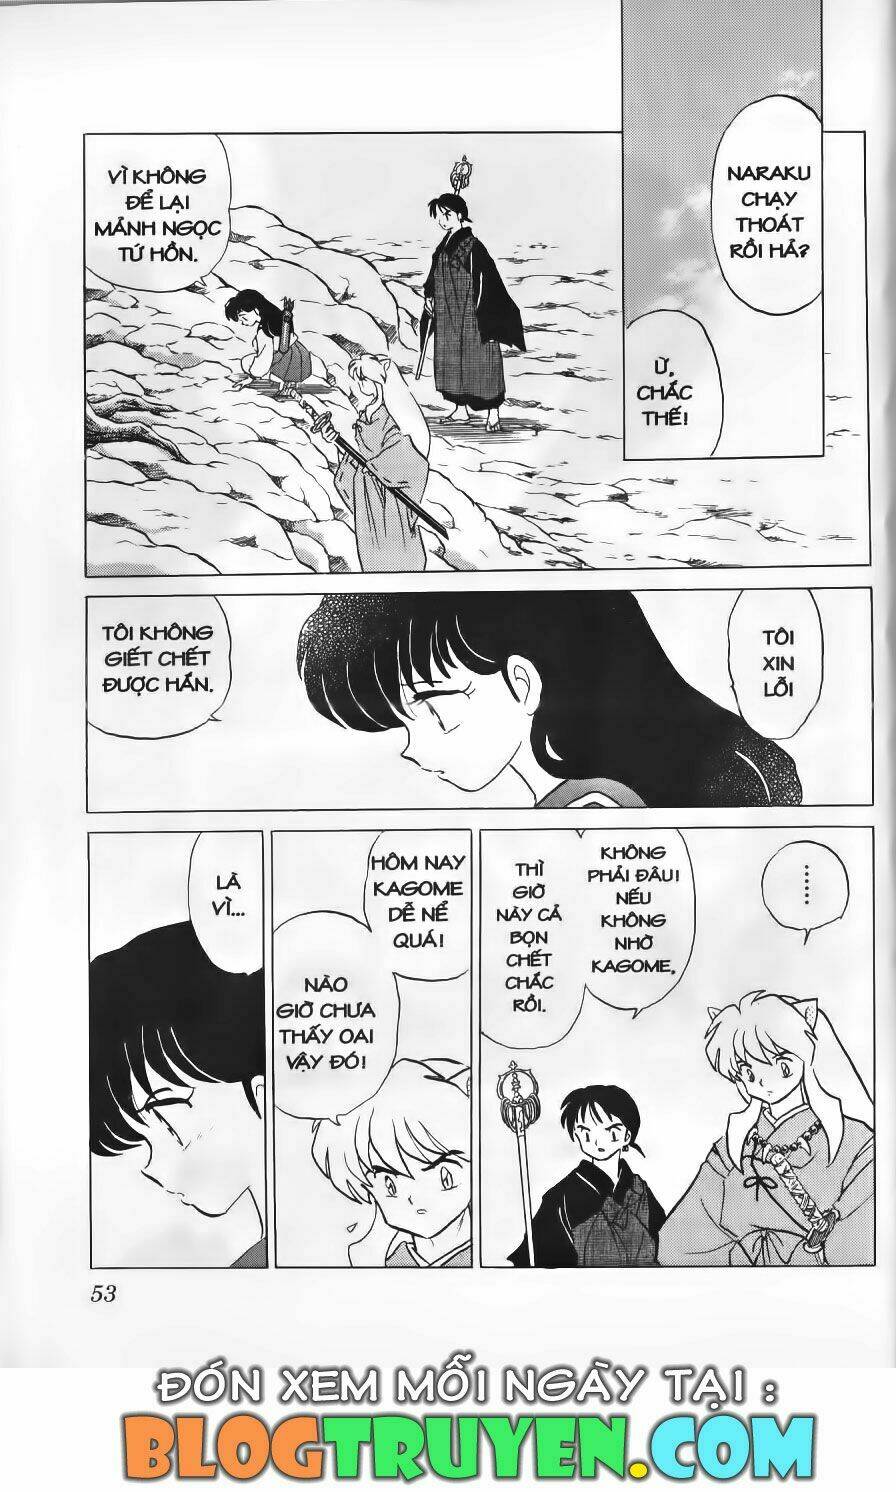 NARAKU
CHẠY
THOÁT
RỒI HẢ?
Ừ,
CHẮC
THẾ!
VÌ KHÔNG
ĐỂ LẠI
MẢNH NGỌC
TỨ HỒN.
TÔI
XIN
LỖI
TÔI KHÔNG
GIẾT CHẾT
ĐƯỢC HẮN.
.......
KHÔNG
PHẢI ĐÂU!
NẾU
KHÔNG
NHỜ
KAGOME,
THÌ
GIỜ
NÀY CẢ
BỌN
CHẾT
CHẮC
RỒI.
HÔM NAY
KAGOME
DỄ NỂ
QUÁ!
NÀO
GIỜ CHƯA
THẤY OAI
VẬY ĐÓ!
LÀ
VÌ...
53
ĐÓN XEM MỖI NGÀY TẠI :
BLOGTRUYEN.COM